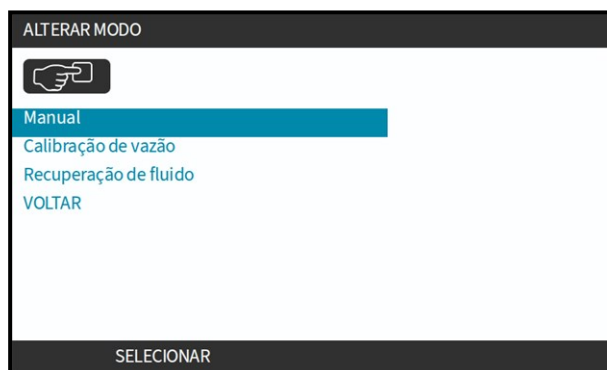 ALTERAR MODO
Manual
Calibração de vazão
Recuperação de fluido
VOLTAR
SELECIONAR